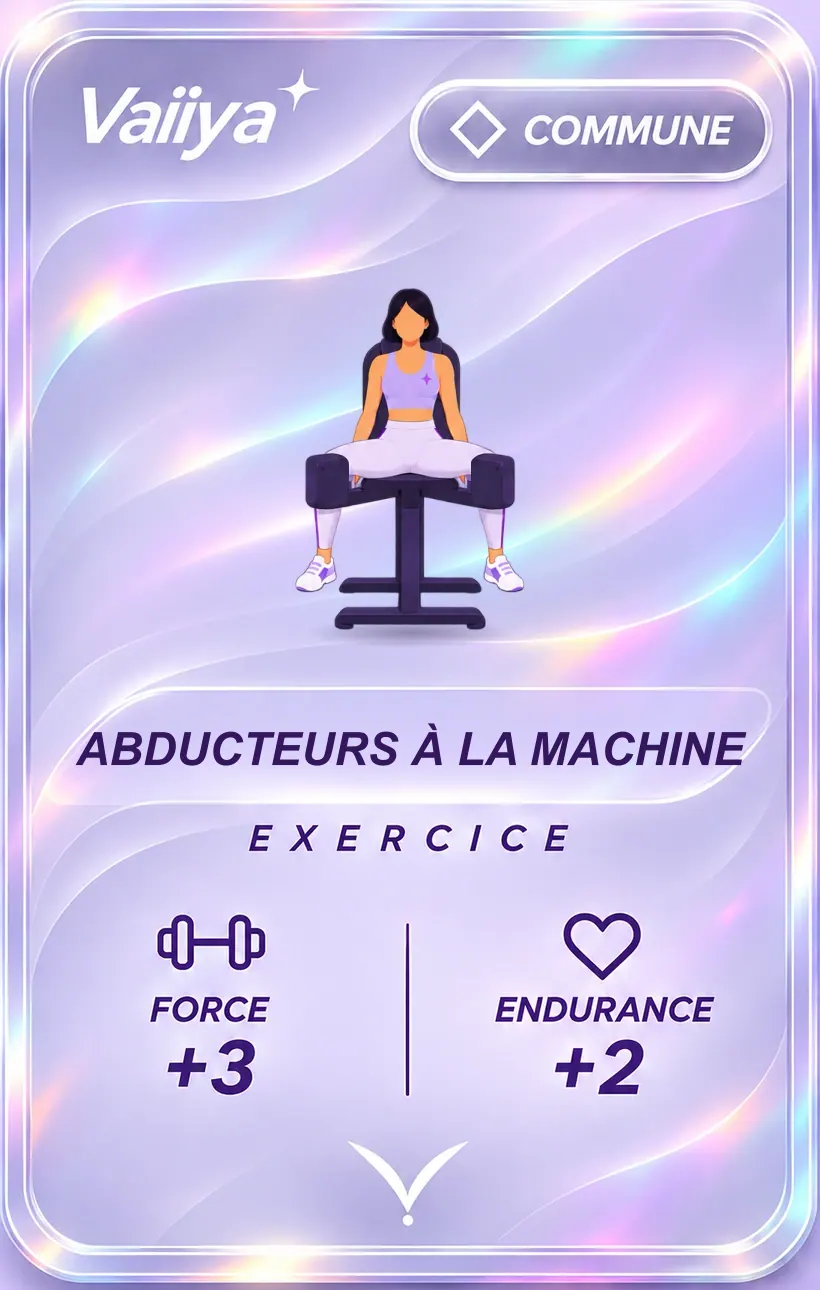 Vaiiya
COMMUNE
ABDUCTEURS À LA MACHINE
EXERCICE
FORCE
+3
ENDURANCE
+2